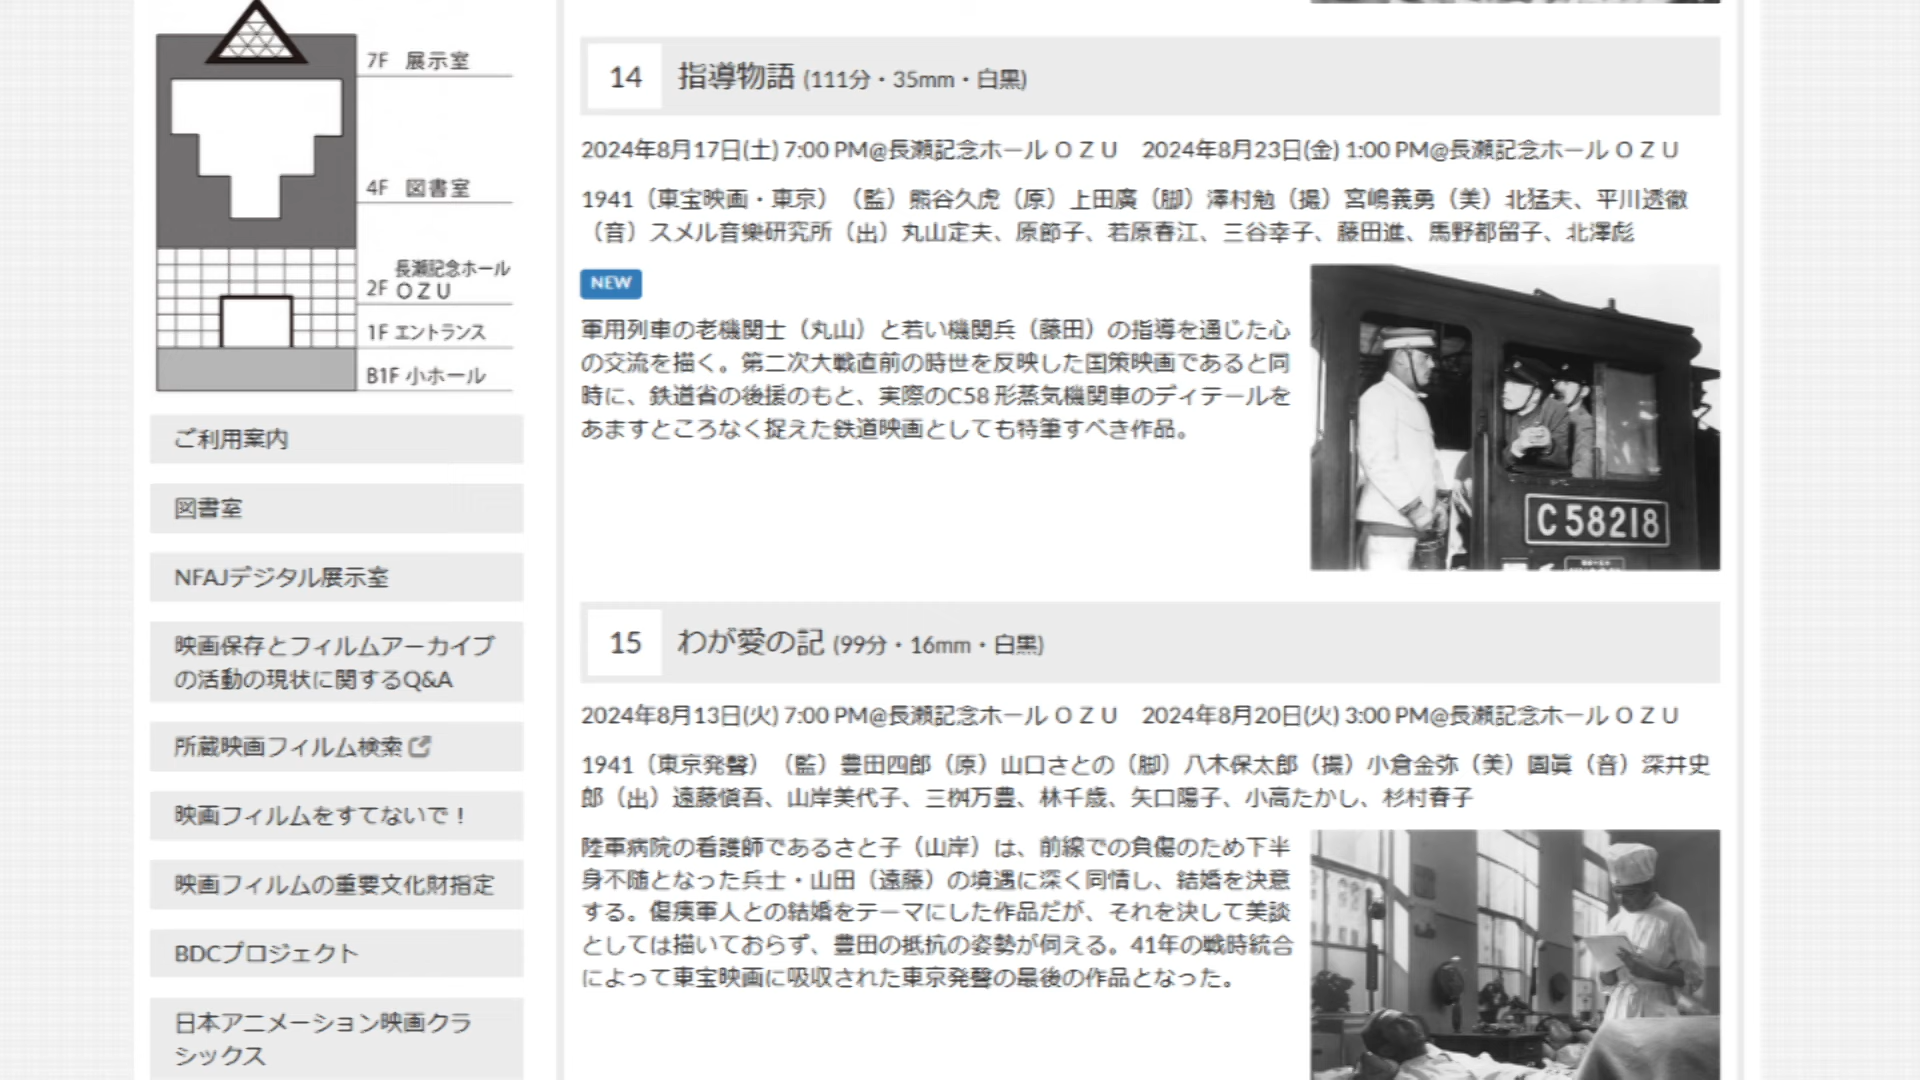 7F 展示室
4F 図書室
2F 長瀬記念ホール
ＯＺＵ
1F エントランス
B1F 小ホール
ご利用案内
図書室
NFAJデジタル展示室
映画保存とフィルムアーカイブ
の活動の現状に関するQ&A
所蔵映画フィルム検索
映画フィルムをすてないで！
映画フィルムの重要文化財指定
BDCプロジェクト
日本アニメーション映画クラ
シックス
14 指導物語 (111分・35mm・白黒)
2024年8月17日(土) 7:00 PM@長瀬記念ホール ＯＺＵ 2024年8月23日(金) 1:00 PM@長瀬記念ホール ＯＺＵ
1941（東宝映画・東京）（監）熊谷久虎（原）上田廣（脚）澤村勉（撮）宮嶋義勇（美）北猛夫、平川透徹
（音）スメル音樂研究所（出）丸山定夫、原節子、若原春江、三谷幸子、藤田進、馬野都留子、北澤彪
NEW
軍用列車の老機関士（丸山）と若い機関兵（藤田）の指導を通じた心
の交流を描く。第二次大戦直前の時世を反映した国策映画であると同
時に、鉄道省の後援のもと、実際のC58 形蒸気機関車のディテールを
あますところなく捉えた鉄道映画としても特筆すべき作品。
C58218
15 わが愛の記 (99分・16mm・白黒)
2024年8月13日(火) 7:00 PM@長瀬記念ホール ＯＺＵ 2024年8月20日(火) 3:00 PM@長瀬記念ホール ＯＺＵ
1941（東京発聲）（監）豊田四郎（原）山口さとの（脚）八木保太郎（撮）小倉金弥（美）園眞（音）深井史
郎（出）遠藤愼吾、山岸美代子、三桝万豊、林千歳、矢口陽子、小高たかし、杉村春子
陸軍病院の看護師であるさと子（山岸）は、前線での負傷のため下半
身不随となった兵士・山田（遠藤）の境遇に深く同情し、結婚を決意
する。傷痍軍人との結婚をテーマにした作品だが、それを決して美談
としては描いておらず、豊田の抵抗の姿勢が伺える。41年の戦時統合
によって東宝映画に吸収された東京発聲の最後の作品となった。